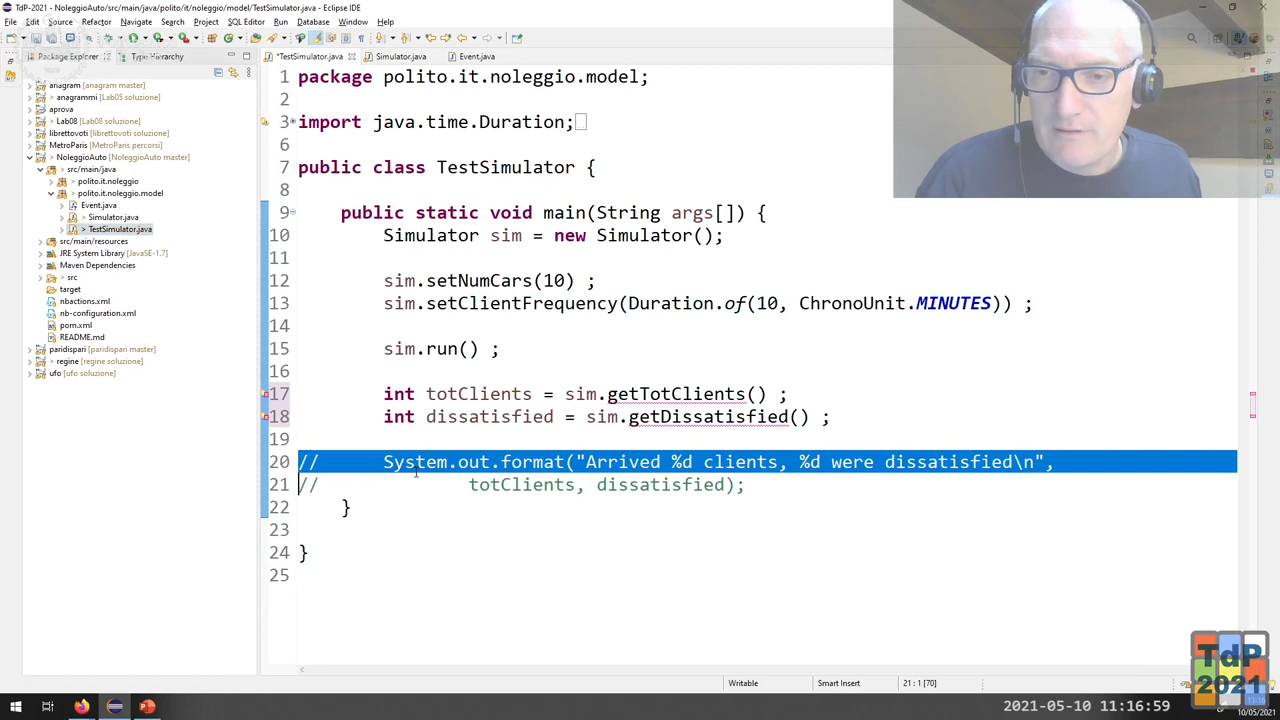 TdP-2021 - NoleggioAuto/src/main/java/polito/it/noleggio/model/TestSimulator.java - Eclipse IDE
File Edit Source Refactor Navigate Search Project SQL Editor Run Database Window Help
Package Explorer Type Hierarchy
anagram [anagram master]
> anagrammi [Lab05 soluzione]
aprova
> Lab08 [Lab08 soluzione]
librettovoti [librettovoti soluzione]
MetroParis [MetroParis percorsi]
> NoleggioAuto [NoleggioAuto master]
> src/main/java
> polito.it.noleggio
> polito.it.noleggio.model
> Event.java
> Simulator.java
> TestSimulator.java
src/main/resources
JRE System Library [JavaSE-1.7]
Maven Dependencies
> src
target
nbactions.xml
nb-configuration.xml
pom.xml
README.md
paridispari [paridispari master]
> regine [regine soluzione]
ufo [ufo soluzione]
*TestSimulator.java Simulator.java Event.java
1 package polito.it.noleggio.model;
2
3 import java.time.Duration;
6
7 public class TestSimulator {
8
9 public static void main(String args[]) {
10 Simulator sim = new Simulator();
11
12 sim.setNumCars(10) ;
13 sim.setClientFrequency(Duration.of(10, ChronoUnit.MINUTES)) ;
14
15 sim.run() ;
16
17 int totClients = sim.getTotClients() ;
18 int dissatisfied = sim.getDissatisfied() ;
19
20 // System.out.format("Arrived %d clients, %d were dissatisfied\n",
21 // totClients, dissatisfied);
22 }
23
24 }
25
Writable Smart Insert 21 : 1 [70]
TdP
2021
2021-05-10 11:16:59
11:16
10/05/2021